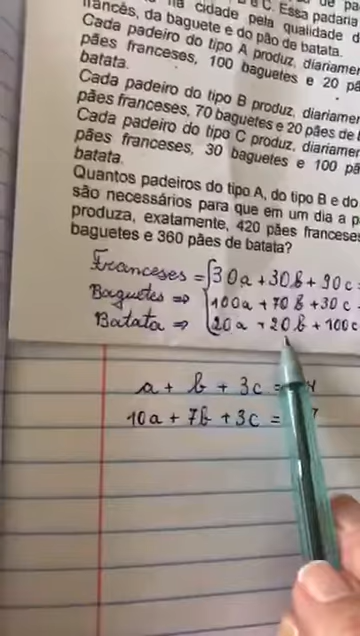 na cidade pela qualidade d
francês, da baguete e do pão de batata.
Cada padeiro do tipo A produz, diariamen
pães franceses, 100 baguetes e 20 pã
batata.
Cada padeiro do tipo B produz, diariamen
pães franceses, 70 baguetes e 20 pães de b
Cada padeiro do tipo C produz, diariamen
pães franceses, 30 baguetes e 100 pã
batata.
Quantos padeiros do tipo A, do tipo B e do
são necessários para que em um dia a p
produza, exatamente, 420 pães franceses
baguetes e 360 pães de batata?
Franceses = 30a + 30b + 90c =
Baguetes ⇒ 100a + 70b + 30c
Batata ⇒ 20a + 20b + 100c
a + b + 3c =
10a + 7b + 3c =